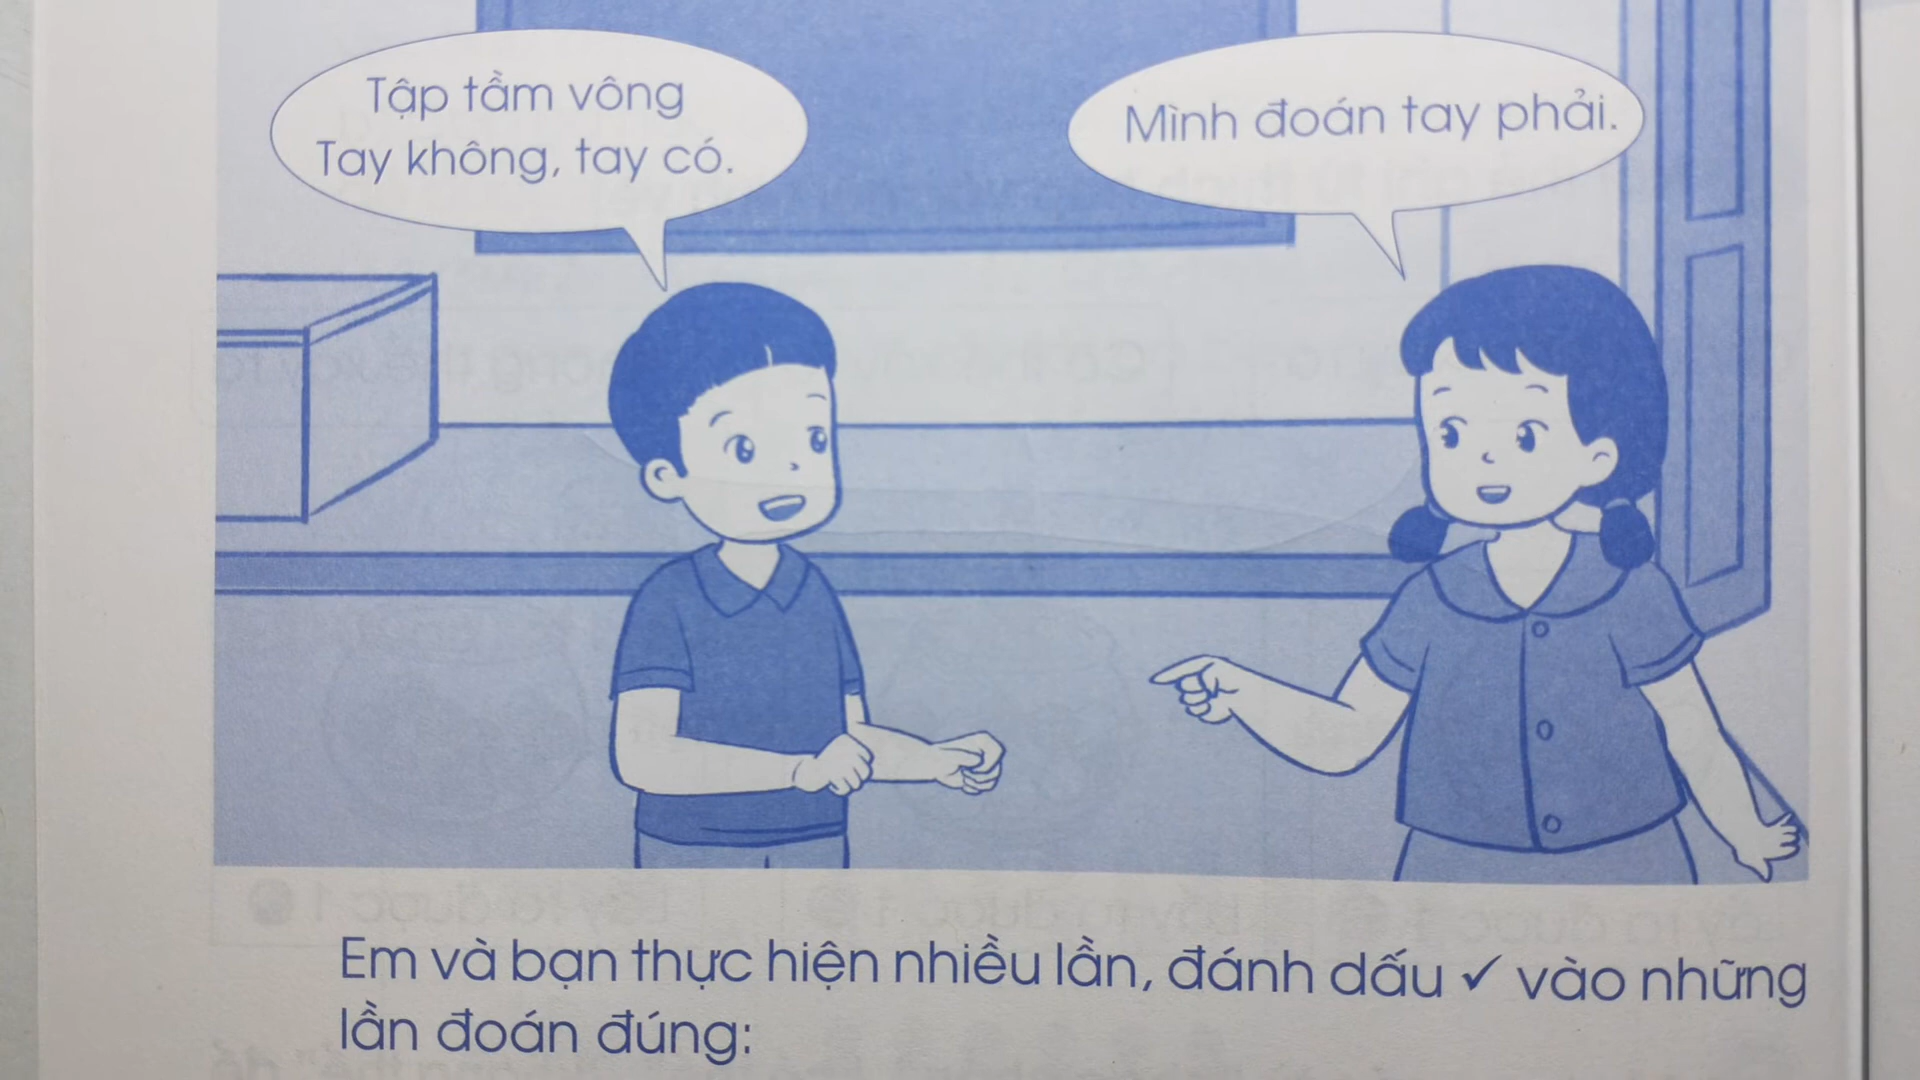 Tập tầm vông
Tay không, tay có.
Mình đoán tay phải.
Em và bạn thực hiện nhiều lần, đánh dấu ✓ vào những
lần đoán đúng: